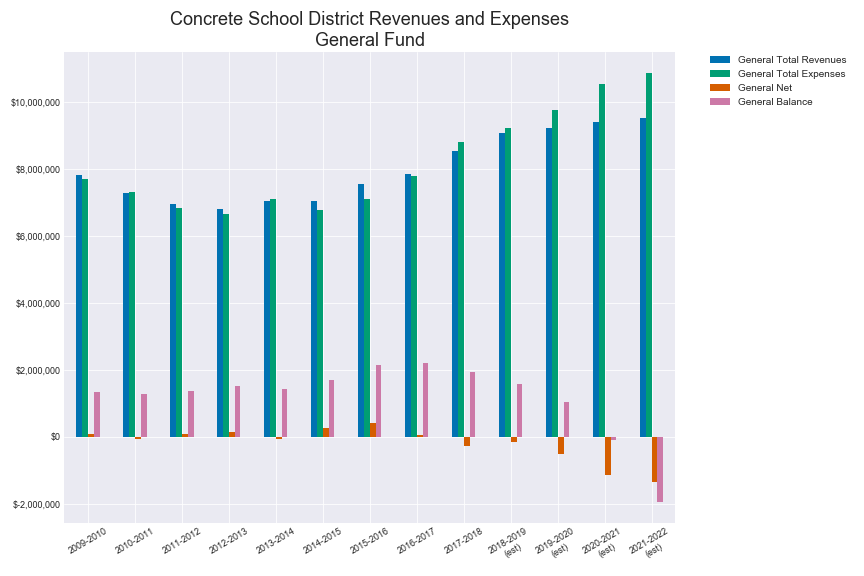 Concrete School District Revenues and Expenses
General Fund
General Total Revenues
General Total Expenses
General Net
General Balance
$10,000,000
$8,000,000
$6,000,000
$4,000,000
$2,000,000
$0
$-2,000,000
2009-2010
2010-2011
2011-2012
2012-2013
2013-2014
2014-2015
2015-2016
2016-2017
2017-2018
2018-2019
(est)
2019-2020
(est)
2020-2021
(est)
2021-2022
(est)